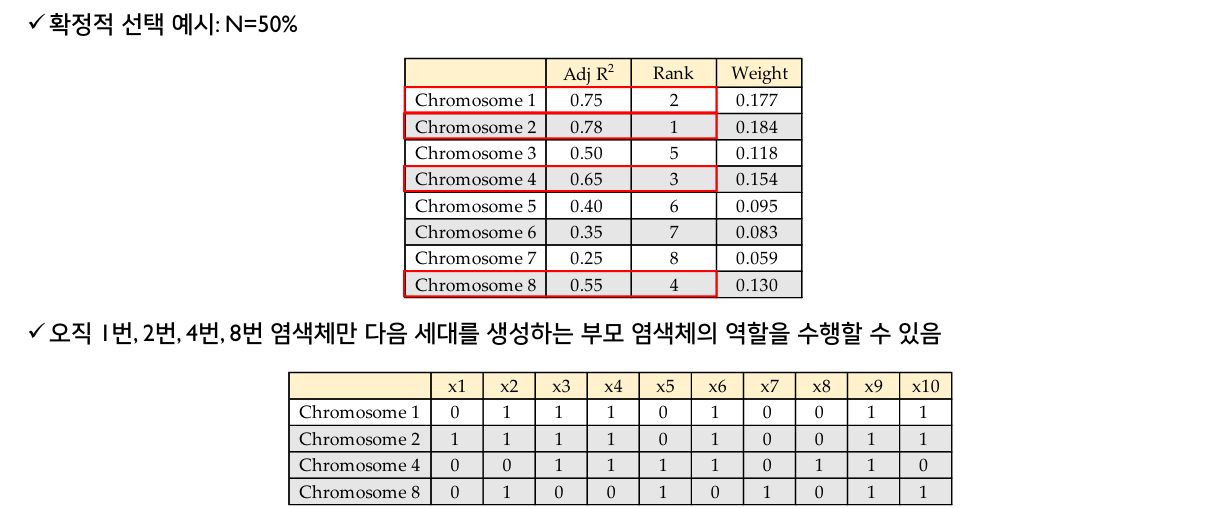 ✓확정적 선택 예시: N=50%
Adj R² Rank Weight
Chromosome 1 0.75 2 0.177
Chromosome 2 0.78 1 0.184
Chromosome 3 0.50 5 0.118
Chromosome 4 0.65 3 0.154
Chromosome 5 0.40 6 0.095
Chromosome 6 0.35 7 0.083
Chromosome 7 0.25 8 0.059
Chromosome 8 0.55 4 0.130
✓오직 1번, 2번, 4번, 8번 염색체만 다음 세대를 생성하는 부모 염색체의 역할을 수행할 수 있음
x1 x2 x3 x4 x5 x6 x7 x8 x9 x10
Chromosome 1 0 1 1 1 0 1 0 0 1 1
Chromosome 2 1 1 1 1 0 1 0 0 1 1
Chromosome 4 0 0 1 1 1 1 0 1 1 0
Chromosome 8 0 1 0 0 1 0 1 0 1 1